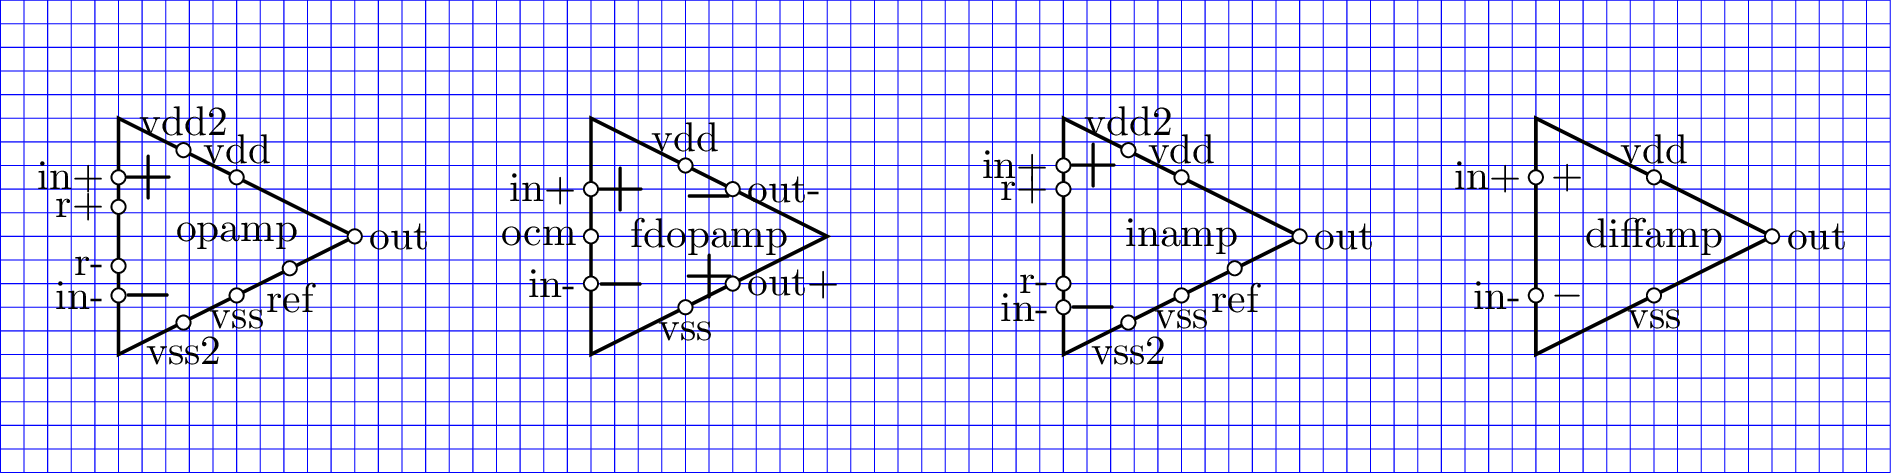 vdd2
vdd
in+
r+
opamp
out
r-
in-
ref
vss
vss2
vdd
in+
out-
ocm
fdopamp
in-
out+
vss
vdd2
vdd
in+
r+
inamp
out
r-
in-
ref
vss
vss2
vdd
in+ +
diffamp
out
in- −
vss